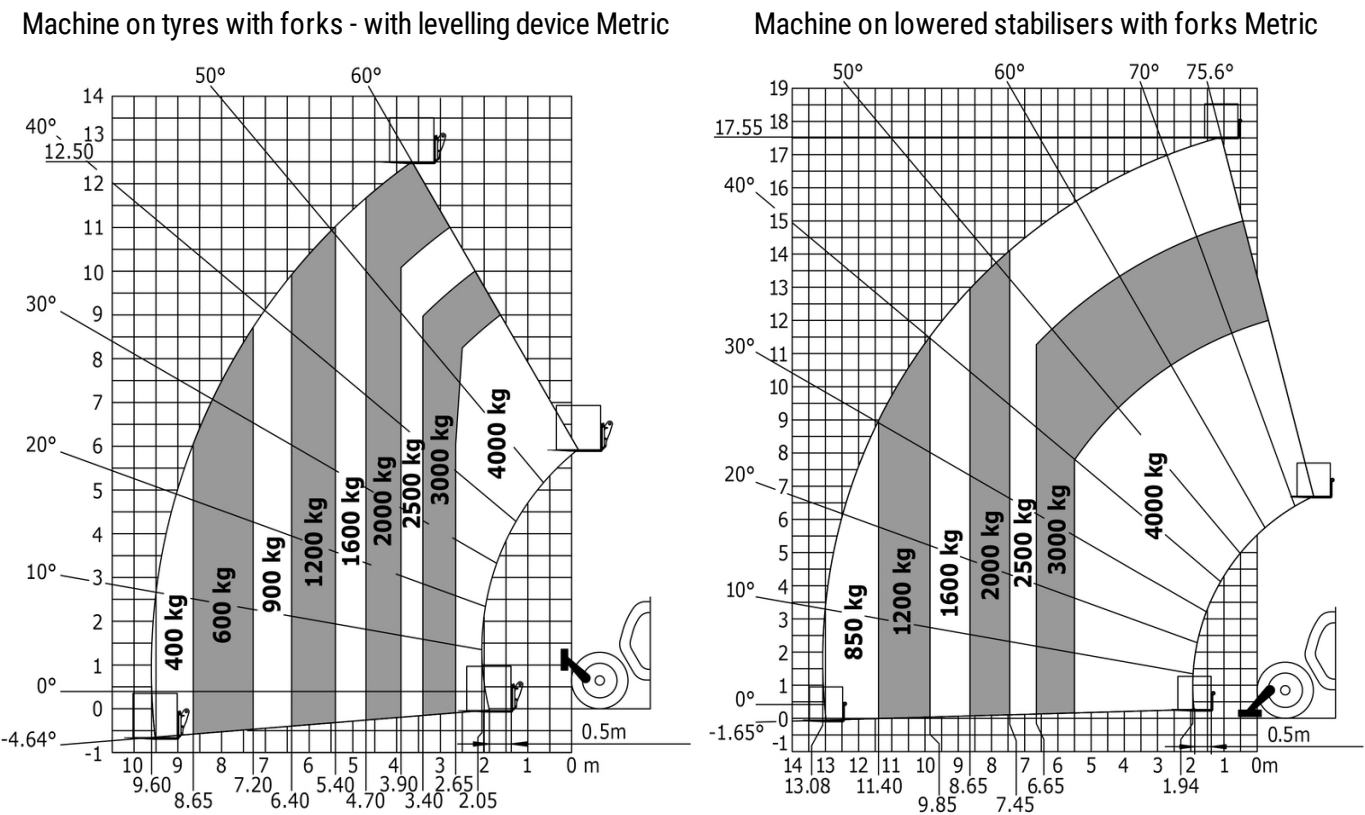 Machine on tyres with forks - with levelling device Metric
50°
60°
40°
12.50
30°
20°
10°
0°
-4.64°
14
13
12
11
10
9
8
7
6
5
4
3
2
1
0
-1
400 kg
600 kg
900 kg
1200 kg
1600 kg
2000 kg
2500 kg
3000 kg
4000 kg
0.5m
10 9 8 7 6 5 4 3 2 1 0 m
9.60 7.20 5.40 3.90 2.65
8.65 6.40 4.70 3.40 2.05
Machine on lowered stabilisers with forks Metric
50°
60°
70°
75.6°
17.55
40°
30°
20°
10°
0°
-1.65°
19
18
17
16
15
14
13
12
11
10
9
8
7
6
5
4
3
2
1
0
-1
850 kg
1200 kg
1600 kg
2000 kg
2500 kg
3000 kg
4000 kg
0.5m
14 13 12 11 10 9 8 7 6 5 4 3 2 1 0m
13.08 11.40 8.65 6.65 1.94
9.85 7.45